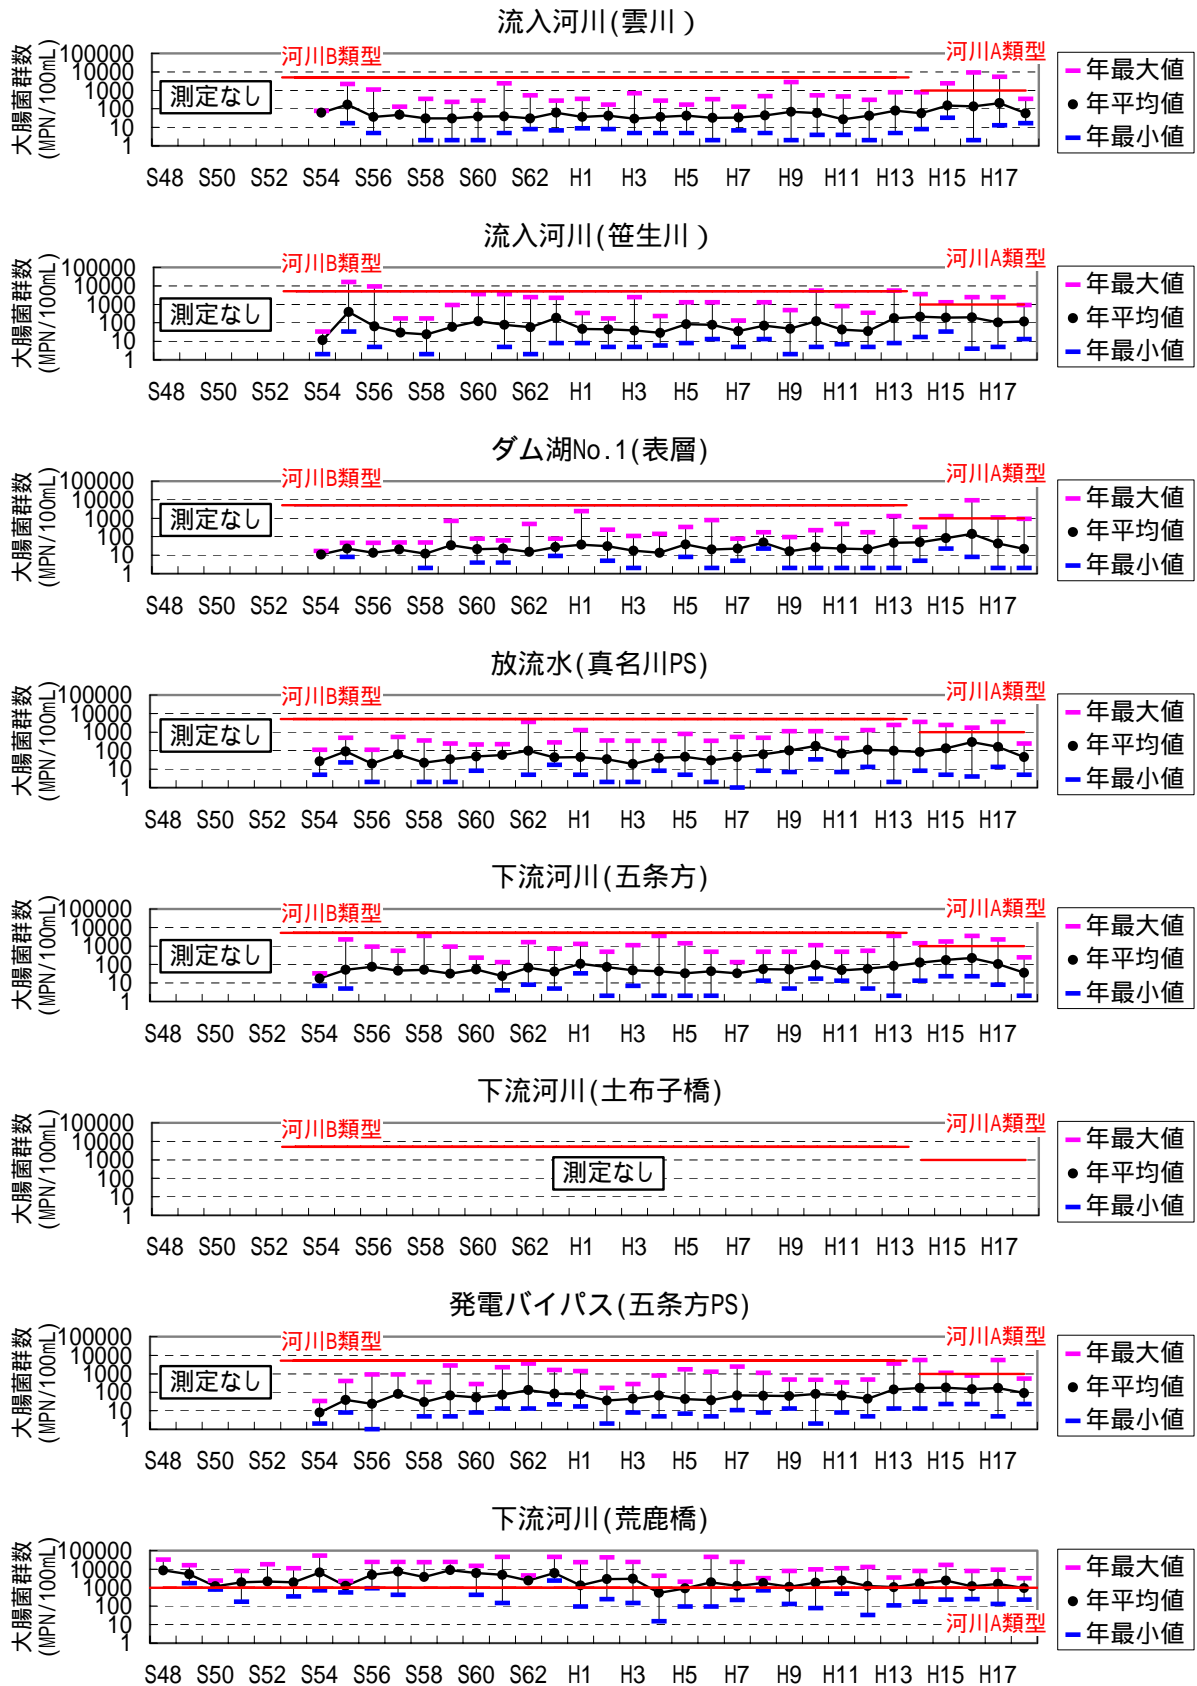 流入河川(雲川)
大腸菌群数
(MPN/100mL)
100000
10000
1000
100
10
1
河川B類型
河川A類型
測定なし
S48 S50 S52 S54 S56 S58 S60 S62 H1 H3 H5 H7 H9 H11 H13 H15 H17
年最大値
年平均値
年最小値
流入河川(笹生川)
大腸菌群数
(MPN/100mL)
100000
10000
1000
100
10
1
河川B類型
河川A類型
測定なし
S48 S50 S52 S54 S56 S58 S60 S62 H1 H3 H5 H7 H9 H11 H13 H15 H17
年最大値
年平均値
年最小値
ダム湖No.1(表層)
大腸菌群数
(MPN/100mL)
100000
10000
1000
100
10
1
河川B類型
河川A類型
測定なし
S48 S50 S52 S54 S56 S58 S60 S62 H1 H3 H5 H7 H9 H11 H13 H15 H17
年最大値
年平均値
年最小値
放流水(真名川PS)
大腸菌群数
(MPN/100mL)
100000
10000
1000
100
10
1
河川B類型
河川A類型
測定なし
S48 S50 S52 S54 S56 S58 S60 S62 H1 H3 H5 H7 H9 H11 H13 H15 H17
年最大値
年平均値
年最小値
下流河川(五条方)
大腸菌群数
(MPN/100mL)
100000
10000
1000
100
10
1
河川B類型
河川A類型
測定なし
S48 S50 S52 S54 S56 S58 S60 S62 H1 H3 H5 H7 H9 H11 H13 H15 H17
年最大値
年平均値
年最小値
下流河川(土布子橋)
大腸菌群数
(MPN/100mL)
100000
10000
1000
100
10
1
河川B類型
河川A類型
測定なし
S48 S50 S52 S54 S56 S58 S60 S62 H1 H3 H5 H7 H9 H11 H13 H15 H17
年最大値
年平均値
年最小値
発電バイパス(五条方PS)
大腸菌群数
(MPN/100mL)
100000
10000
1000
100
10
1
河川B類型
河川A類型
測定なし
S48 S50 S52 S54 S56 S58 S60 S62 H1 H3 H5 H7 H9 H11 H13 H15 H17
年最大値
年平均値
年最小値
下流河川(荒鹿橋)
大腸菌群数
(MPN/100mL)
100000
10000
1000
100
10
1
河川A類型
S48 S50 S52 S54 S56 S58 S60 S62 H1 H3 H5 H7 H9 H11 H13 H15 H17
年最大値
年平均値
年最小値